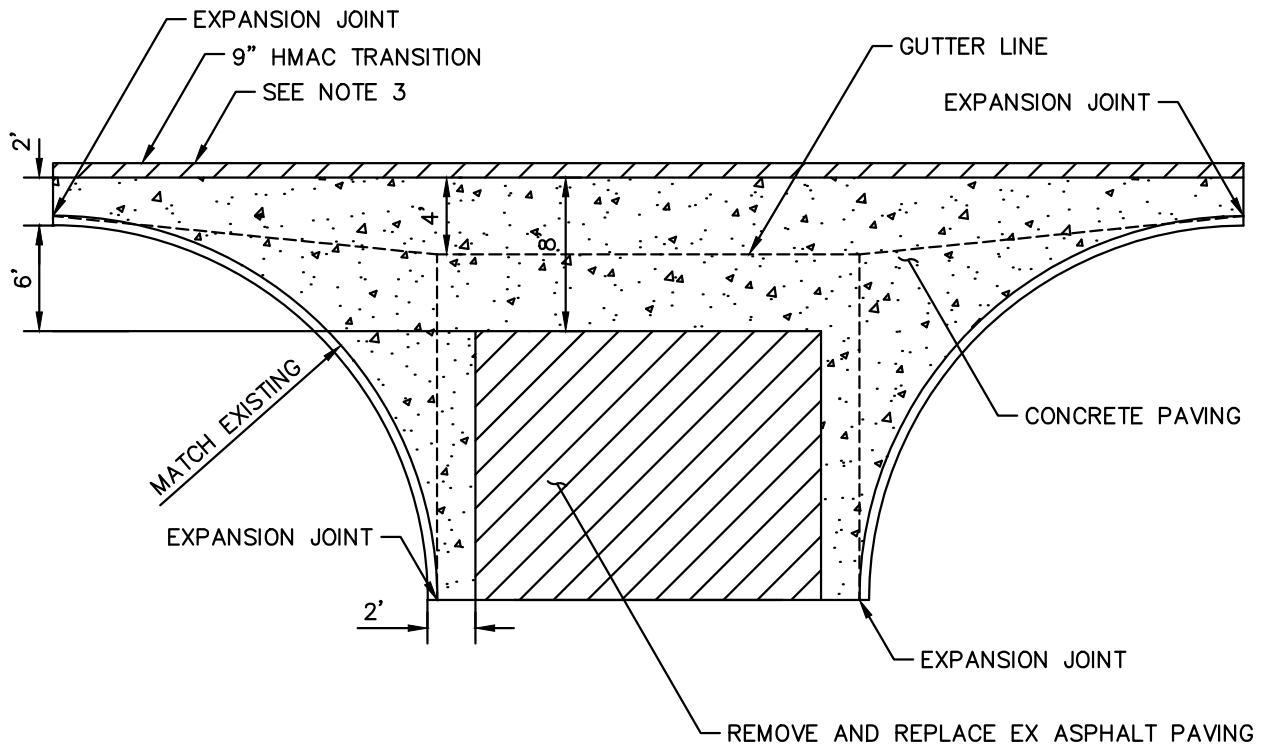 EXPANSION JOINT
9" HMAC TRANSITION
SEE NOTE 3
GUTTER LINE
EXPANSION JOINT
2'
4'
8'
6'
MATCH EXISTING
CONCRETE PAVING
EXPANSION JOINT
2'
EXPANSION JOINT
REMOVE AND REPLACE EX ASPHALT PAVING